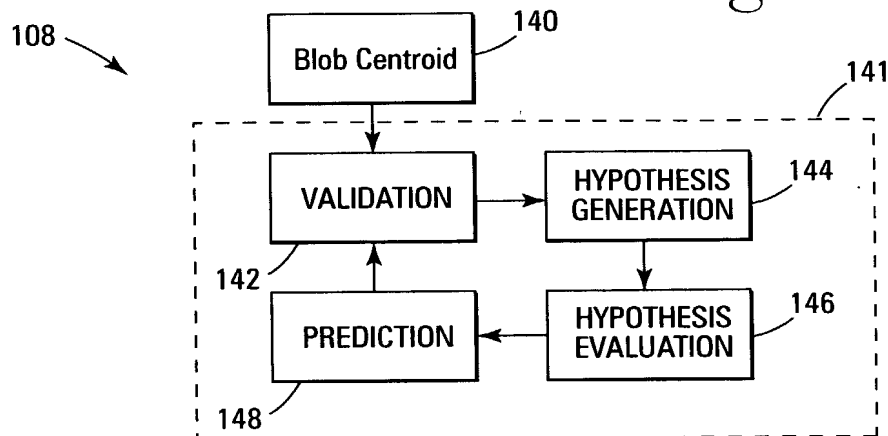 108
Blob Centroid
140
141
VALIDATION
142
HYPOTHESIS
GENERATION
144
PREDICTION
148
HYPOTHESIS
EVALUATION
146